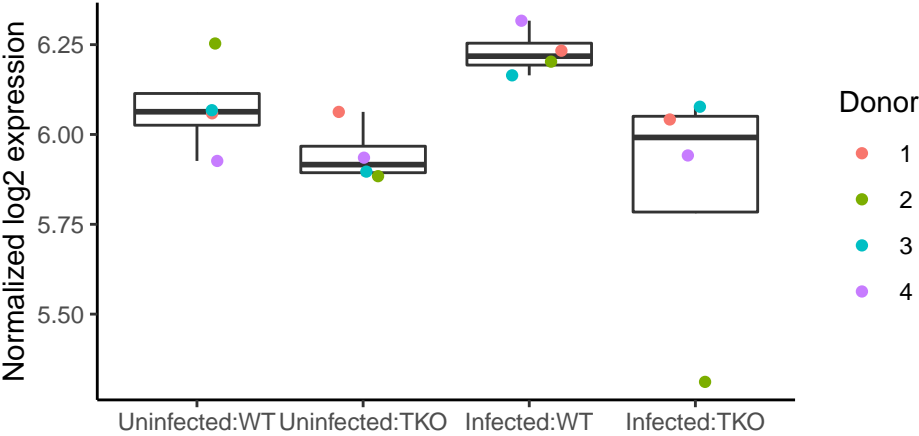 Normalized log2 expression
6.25
6.00
5.75
5.50
Uninfected:WT
Uninfected:TKO
Infected:WT
Infected:TKO
Donor
1
2
3
4